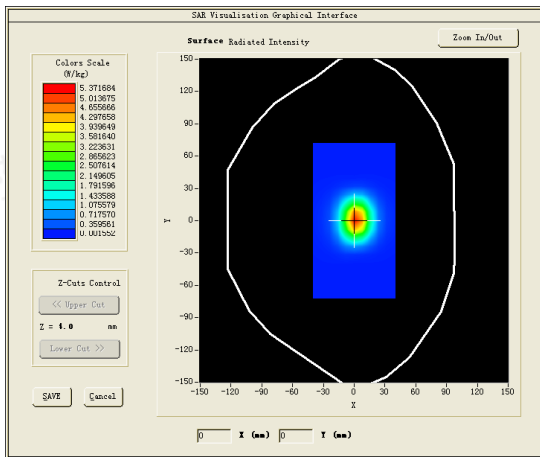 SAR Visualisation Graphical Interface
Surface Radiated Intensity
Zoom In/Out
Colors Scale
(W/kg)
5.371684
5.013675
4.655666
4.297658
3.939649
3.581640
3.223631
2.865623
2.507614
2.149605
1.791596
1.433588
1.075579
0.717570
0.359561
0.001552
Z-Cuts Control
<< Upper Cut
Z = 4.0 mm
Lower Cut >>
SAVE
Cancel
150
120
90
60
30
0
-30
-60
-90
-120
-150
Y
-150 -120 -90 -60 -30 0 30 60 90 120 150
X
0 X (mm) 0 Y (mm)